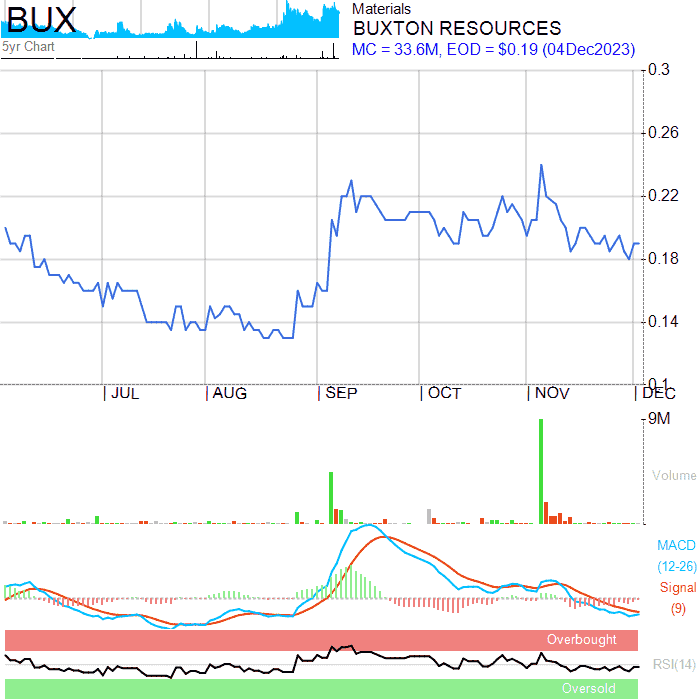 BUX
5yr Chart
Materials
BUXTON RESOURCES
MC = 33.6M, EOD = $0.19 (04Dec2023)
0.3
0.26
0.22
0.18
0.14
0.1
JUL AUG SEP OCT NOV DEC
9M
Volume
MACD
(12-26)
Signal
(9)
Overbought
RSI(14)
Oversold